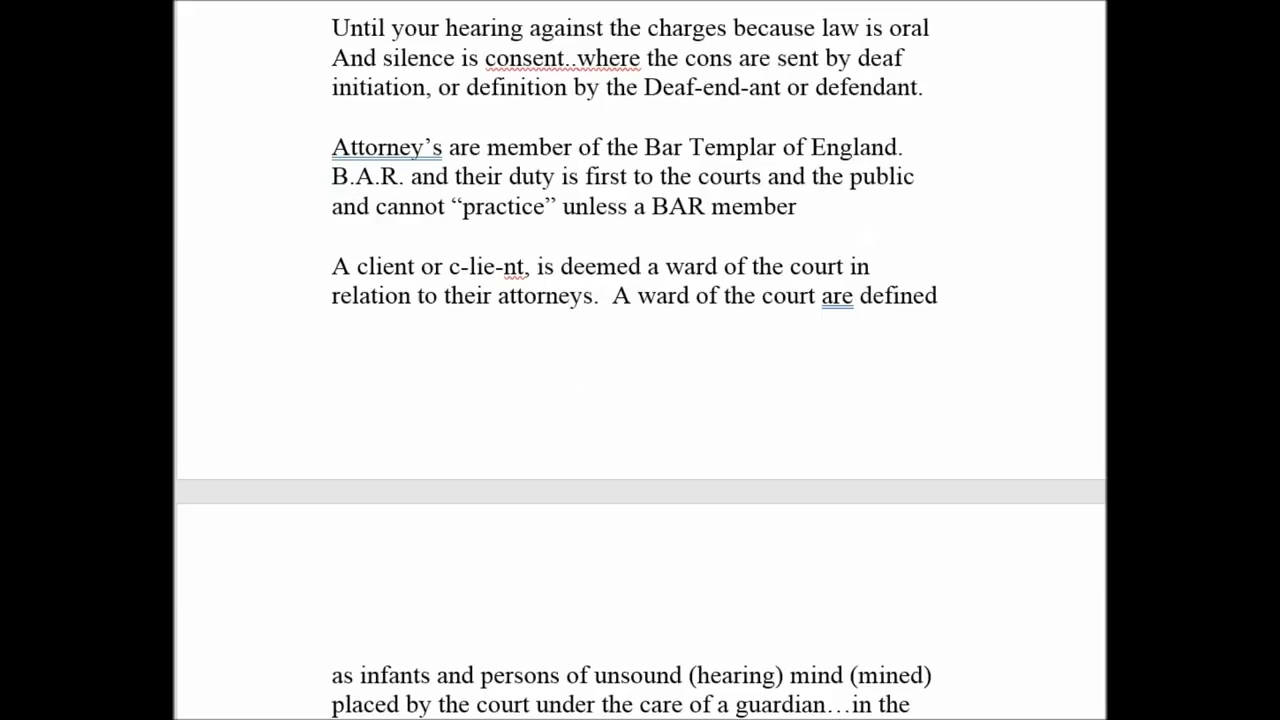 Until your hearing against the charges because law is oral
And silence is consent..where the cons are sent by deaf
initiation, or definition by the Deaf-end-ant or defendant.
Attorney’s are member of the Bar Templar of England.
B.A.R. and their duty is first to the courts and the public
and cannot “practice” unless a BAR member
A client or c-lie-nt, is deemed a ward of the court in
relation to their attorneys.  A ward of the court are defined
as infants and persons of unsound (hearing) mind (mined)
placed by the court under the care of a guardian…in the